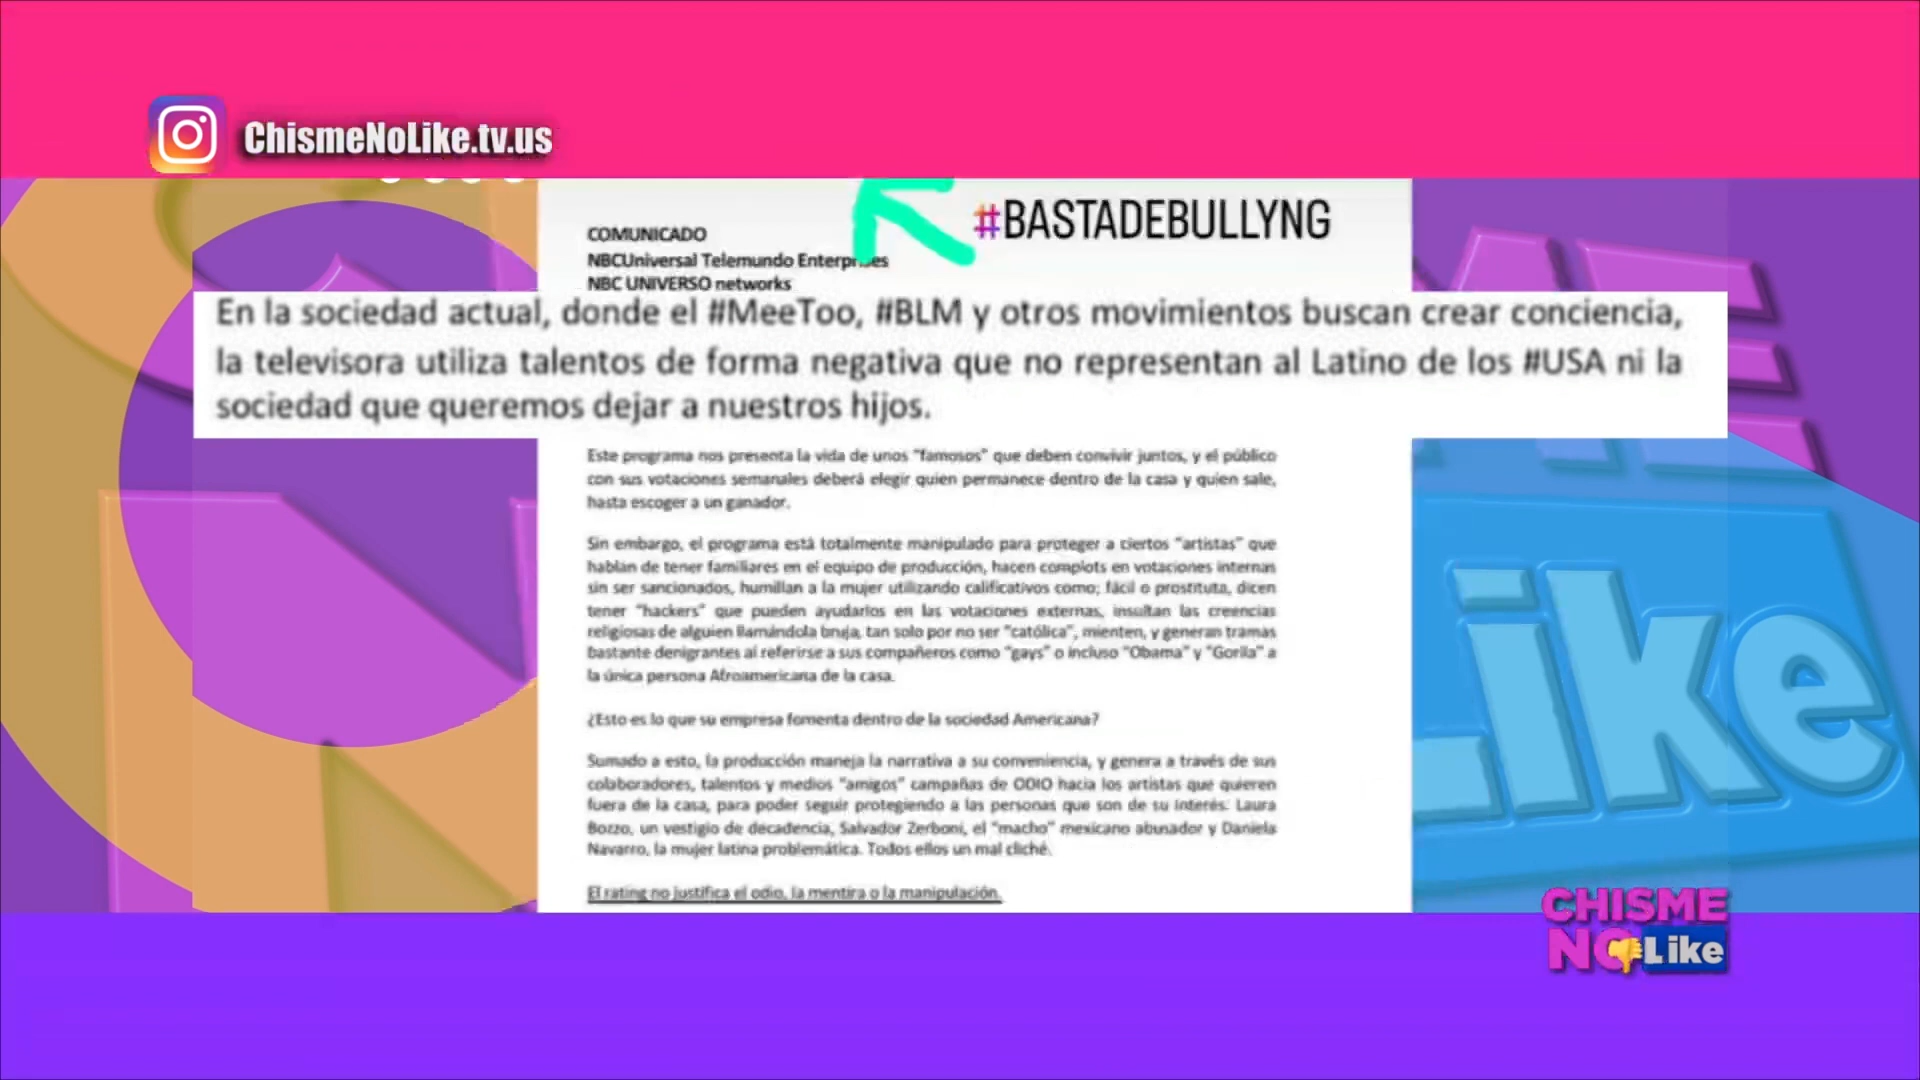 ChismeNoLike.tv.us
#BASTADEBULLYNG
COMUNICADO
NBCUniversal Telemundo Enterprises
NBC UNIVERSO networks
En la sociedad actual, donde el #MeeToo, #BLM y otros movimientos buscan crear conciencia,
la televisora utiliza talentos de forma negativa que no representan al Latino de los #USA ni la
sociedad que queremos dejar a nuestros hijos.
Este programa nos presenta la vida de unos "famosos" que deben convivir juntos, y el público
con sus votaciones semanales deberá elegir quien permanece dentro de la casa y quien sale,
hasta escoger a un ganador.
Sin embargo, el programa está totalmente manipulado para proteger a ciertos "artistas" que
hablan de tener familiares en el equipo de producción, hacen complots en votaciones internas
sin ser sancionados, humillan a la mujer utilizando calificativos como; fácil o prostituta, dicen
tener "hackers" que pueden ayudarlos en las votaciones externas, insultan las creencias
religiosas de alguien llamándola bruja, tan solo por no ser "católica", mienten, y generan tramas
bastante denigrantes al referirse a sus compañeros como "gays" o incluso "Obama" y "Gorila" a
la única persona Afroamericana de la casa.
¿Esto es lo que su empresa fomenta dentro de la sociedad Americana?
Sumado a esto, la producción maneja la narrativa a su conveniencia, y genera a través de sus
colaboradores, talentos y medios "amigos" campañas de ODIO hacia los artistas que quieren
fuera de la casa, para poder seguir protegiendo a las personas que son de su interés: Laura
Bozzo, un vestigio de decadencia, Salvador Zerboni, el "macho" mexicano abusador y Daniela
Navarro, la mujer latina problemática. Todos ellos un mal cliché.
El rating no justifica el odio, la mentira o la manipulación.
Like
CHISME
NO Like